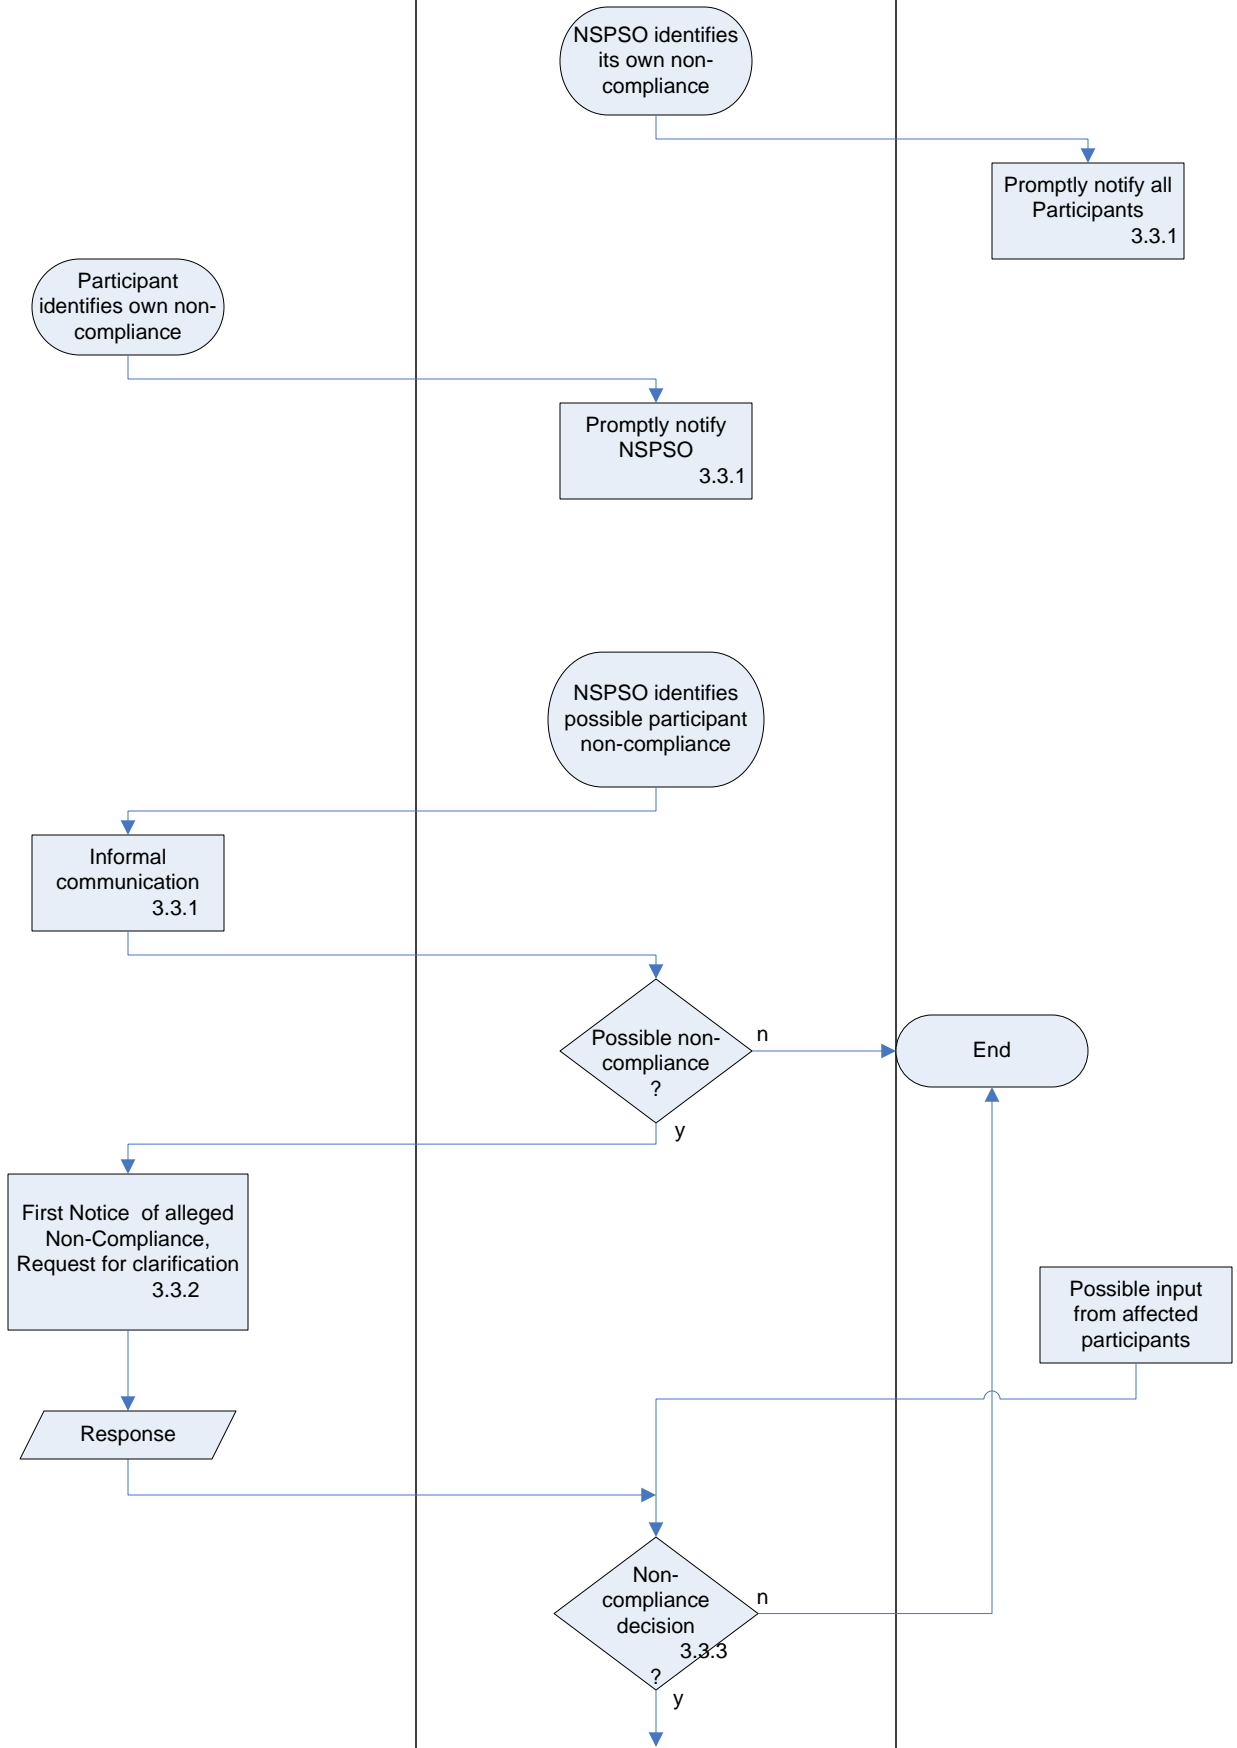 NSPSO identifies
its own non-
compliance
Promptly notify all
Participants
3.3.1
Participant
identifies own non-
compliance
Promptly notify
NSPSO
3.3.1
NSPSO identifies
possible participant
non-compliance
Informal
communication
3.3.1
Possible non-
compliance
?
n
End
y
First Notice of alleged
Non-Compliance,
Request for clarification
3.3.2
Possible input
from affected
participants
Response
Non-
compliance
decision
3.3.3
?
n
y